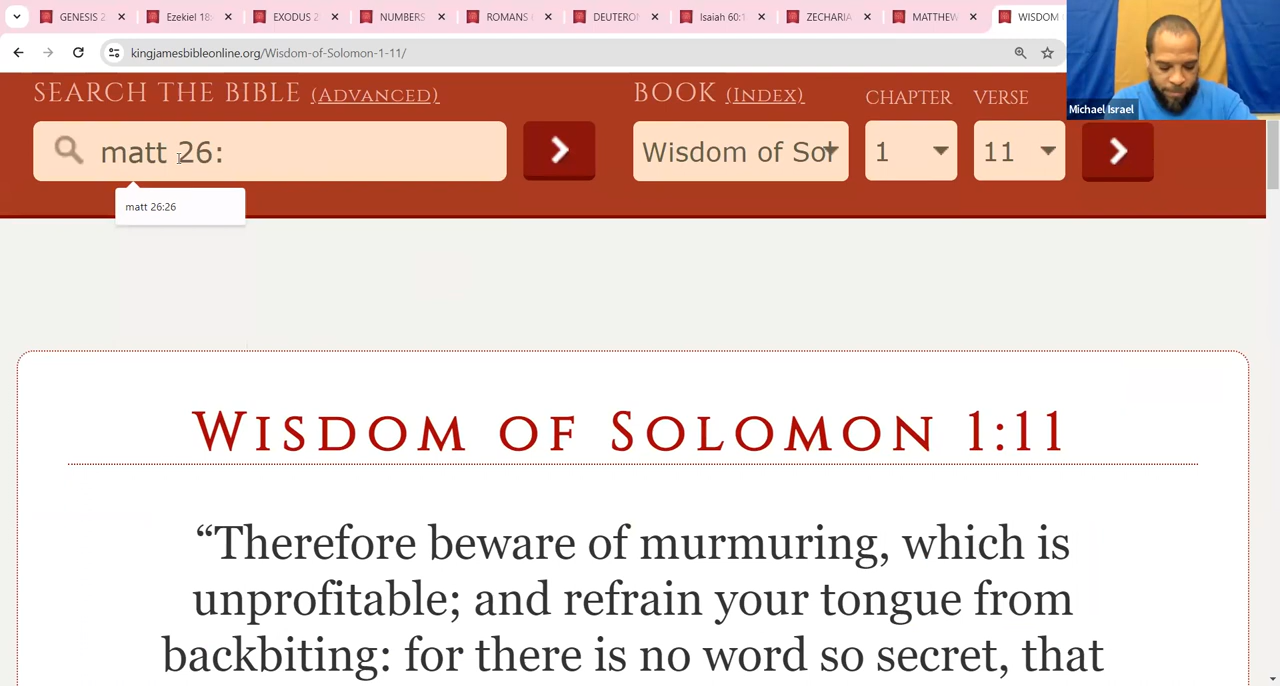 GENESIS 2
Ezekiel 18:
EXODUS 2
NUMBERS
ROMANS
DEUTERON
Isaiah 60:1
ZECHARIA
MATTHEW
WISDOM
kingjamesbibleonline.org/Wisdom-of-Solomon-1-11/
Michael Israel
SEARCH THE BIBLE (ADVANCED)
BOOK (INDEX)
CHAPTER
VERSE
matt 26:
Wisdom of Sol
1
11
matt 26:26
WISDOM OF SOLOMON 1:11
“Therefore beware of murmuring, which is
unprofitable; and refrain your tongue from
backbiting: for there is no word so secret, that